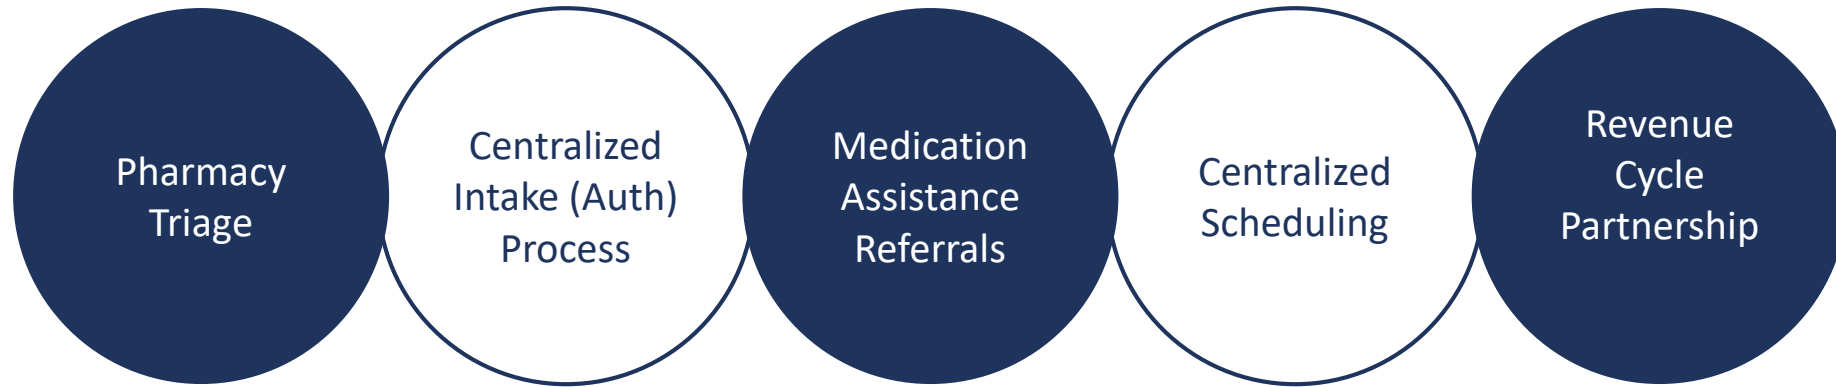 Pharmacy
Triage
Centralized
Intake (Auth)
Process
Medication
Assistance
Referrals
Centralized
Scheduling
Revenue
Cycle
Partnership